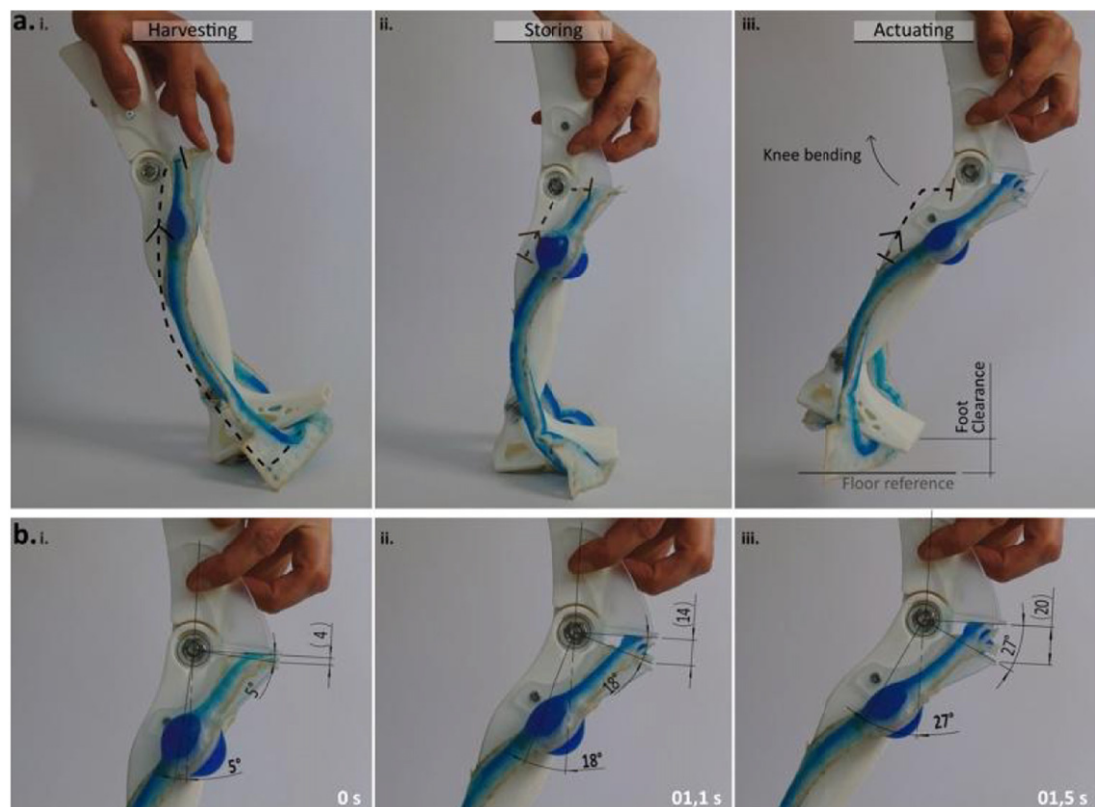 a. i. Harvesting
ii. Storing
iii. Actuating
Knee bending
Foot
Clearance
Floor reference
b. i.
(4)
5°
5°
0 s
ii.
(14)
18°
18°
01,1 s
iii.
(20)
27°
27°
01,5 s